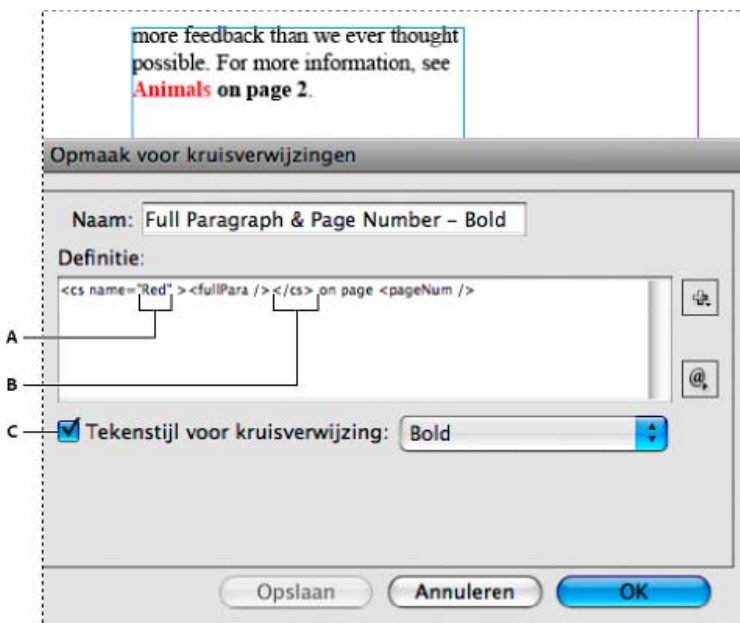 more feedback than we ever thought
possible. For more information, see
Animals on page 2.
Opmaak voor kruisverwijzingen
Naam: Full Paragraph & Page Number – Bold
Definitie:
<cs name="Red" ><fullPara /></cs> on page <pageNum />
A
B
C
Tekenstijl voor kruisverwijzing: Bold
Opslaan Annuleren OK